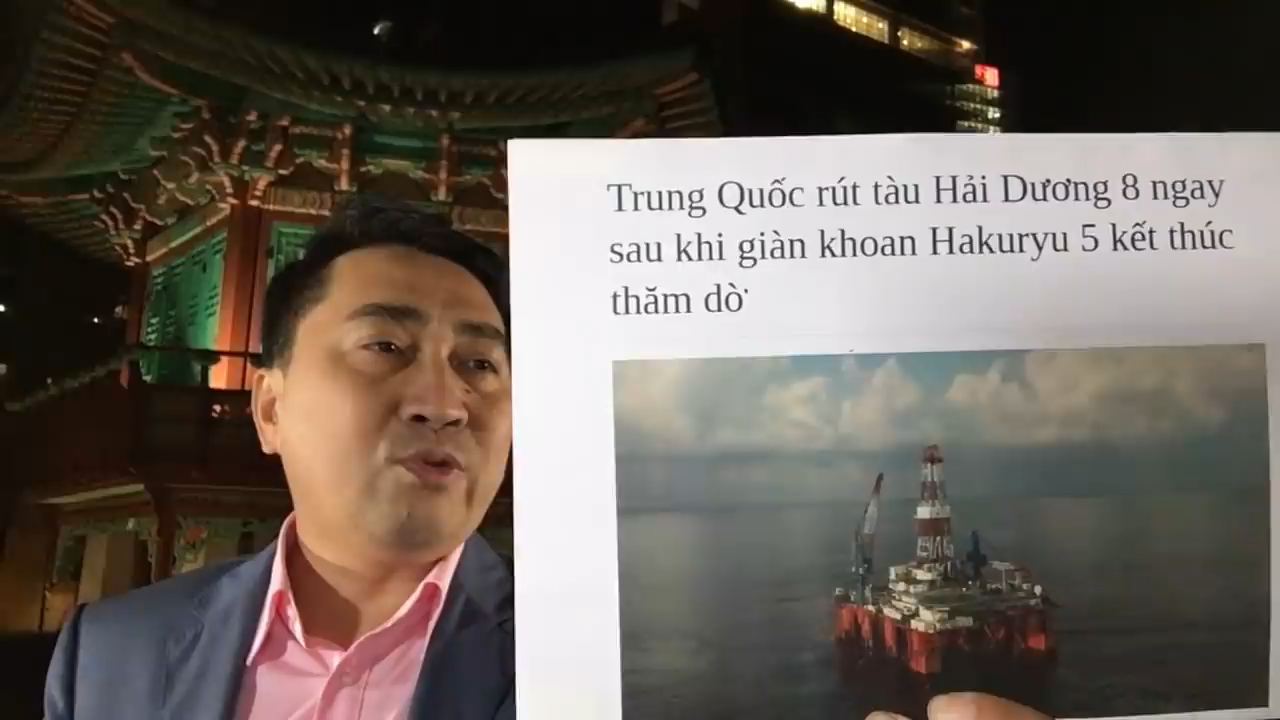 Trung Quốc rút tàu Hải Dương 8 ngay
sau khi giàn khoan Hakuryu 5 kết thúc
thăm dò